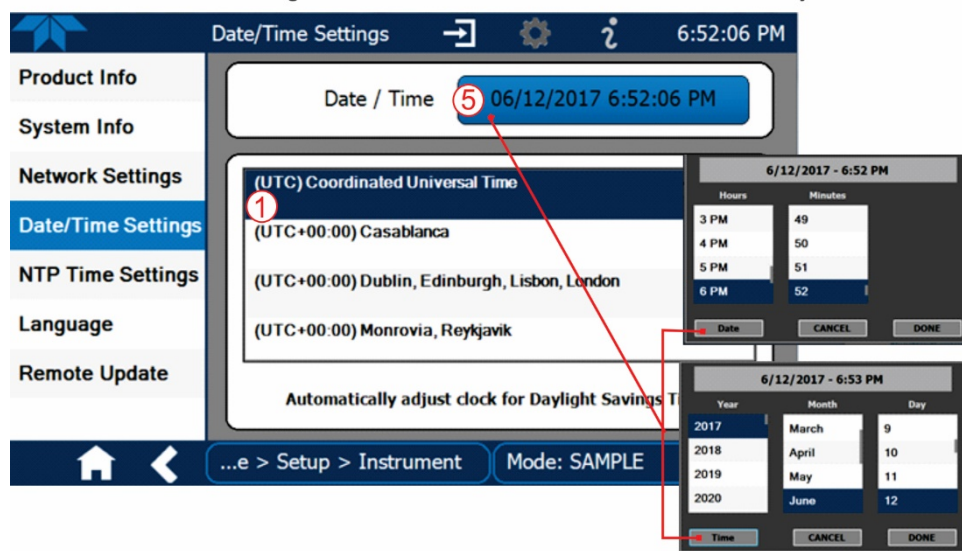 Date/Time Settings
6:52:06 PM
Product Info
System Info
Network Settings
Date/Time Settings
NTP Time Settings
Language
Remote Update
Date / Time
5
06/12/2017 6:52:06 PM
(UTC) Coordinated Universal Time
1
(UTC+00:00) Casablanca
(UTC+00:00) Dublin, Edinburgh, Lisbon, London
(UTC+00:00) Monrovia, Reykjavik
Automatically adjust clock for Daylight Savings T
...e > Setup > Instrument
Mode: SAMPLE
6/12/2017 - 6:52 PM
Hours Minutes
3 PM 49
4 PM 50
5 PM 51
6 PM 52
Date CANCEL DONE
6/12/2017 - 6:53 PM
Year Month Day
2017 March 9
2018 April 10
2019 May 11
2020 June 12
Time CANCEL DONE